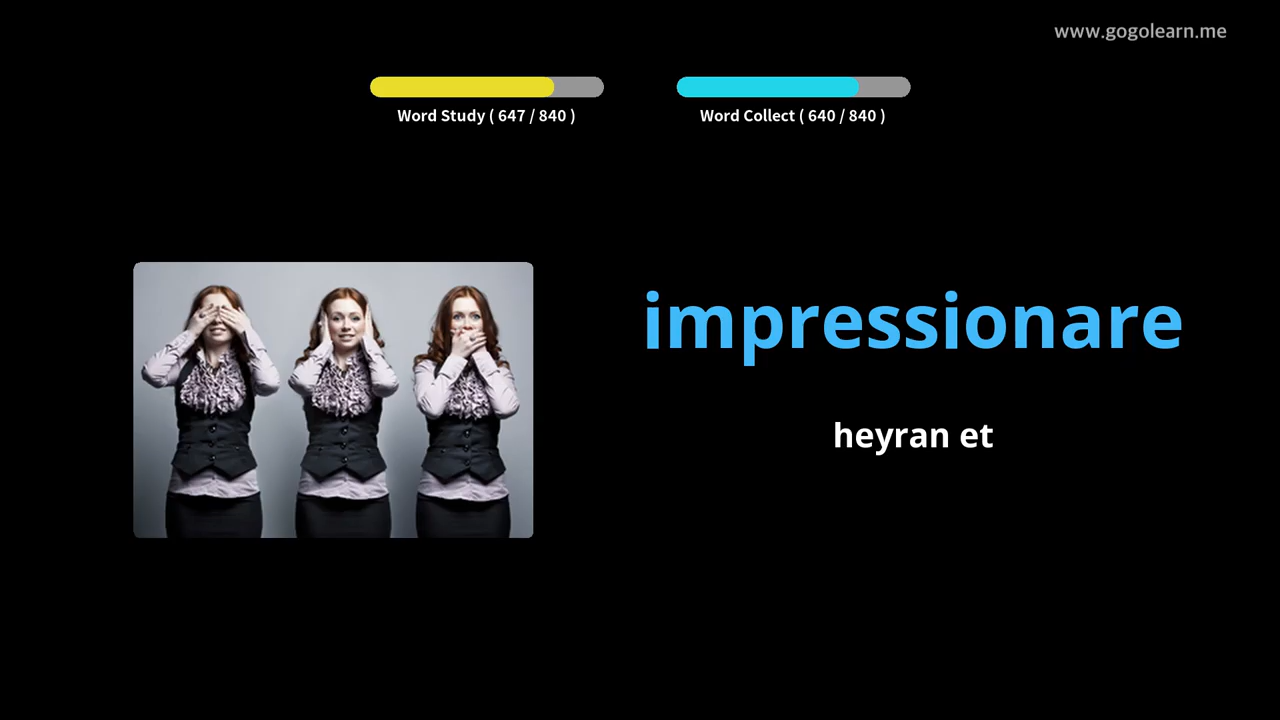 www.gogolearn.me
Word Study ( 647 / 840 )
Word Collect ( 640 / 840 )
impressionare
heyran et